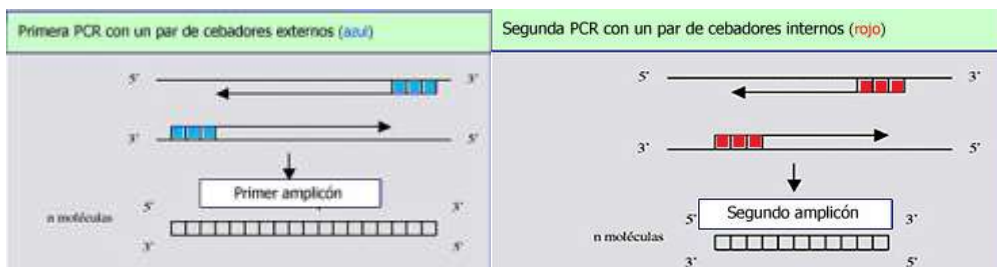 Primera PCR con un par de cebadores externos (azul)
5' 3'
3' 5'
Primer amplicón
n moléculas
5' 3'
3' 5'
Segunda PCR con un par de cebadores internos (rojo)
5' 3'
3' 5'
Segundo amplicón
n moléculas
5' 3'
3' 5'